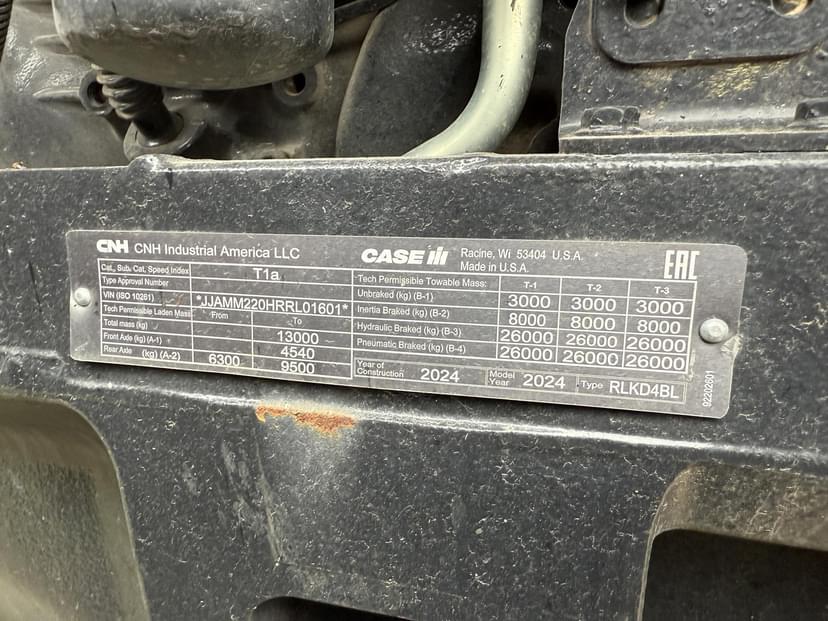 CNH CNH Industrial America LLC CASE IH Racine, Wi 53404 U.S.A.
Made in U.S.A.
EAC
Cat., Sub. Cat. Speed Index T1a
Type Approval Number
VIN (ISO 10261) *JJAMM220HRRL01601*
Tech Permissible Laden Mass From To
Total mass(kg) 13000
Front Axle (kg) (A-1) 4540
Rear Axle (kg) (A-2) 6300 9500
Tech Permissible Towable Mass: T-1 T-2 T-3
Unbraked (kg) (B-1) 3000 3000 3000
Inertia Braked (kg) (B-2) 8000 8000 8000
Hydraulic Braked (kg) (B-3) 26000 26000 26000
Pneumatic Braked (kg) (B-4) 26000 26000 26000
Year of Construction 2024 Model Year 2024 Type RLKD4BL
92202601